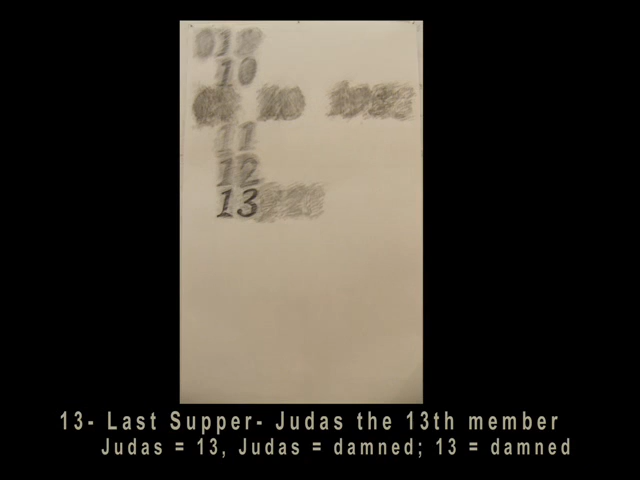 10
11
12
13
13- Last Supper- Judas the 13th member
Judas = 13, Judas = damned; 13 = damned